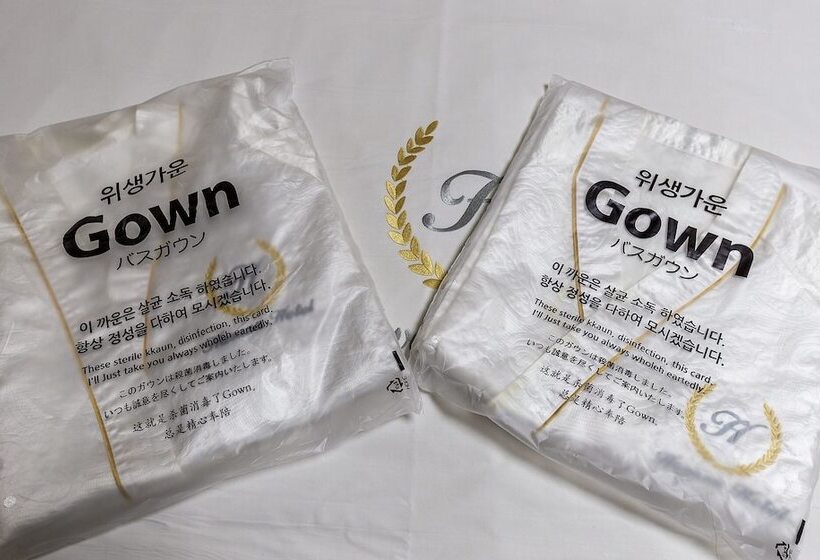 위생가운
Gown
バスガウン
이 까운은 살균 소독 하였습니다.
항상 정성을 다하여 모시겠습니다.
These sterile kkaun, disinfection, this card,
I'll Just take you always wholeh eartedly,
このガウンは殺菌消毒しました。
いつも誠意を尽くしてご案内いたします。
这就是杀菌消毒了Gown.
总是精心奉陪
H
위생가운
Gown
バスガウン
이 까운은 살균 소독 하였습니다.
항상 정성을 다하여 모시겠습니다.
These sterile kkaun, disinfection, this card,
I'll Just take you always wholeh eartedly,
このガウンは殺菌消毒しました。
いつも誠意を尽くしてご案内いたします。
这就是杀菌消毒了Gown.
总是精心奉陪
H